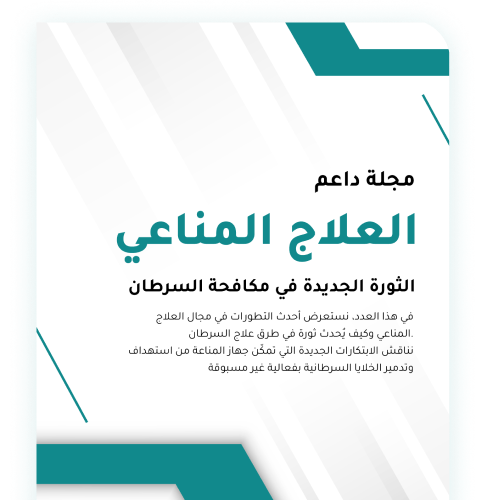 مجلة داعم
العلاج المناعي
الثورة الجديدة في مكافحة السرطان
في هذا العدد، نستعرض أحدث التطورات في مجال العلاج
المناعي وكيف يُحدث ثورة في طرق علاج السرطان.
نناقش الابتكارات الجديدة التي تمكّن جهاز المناعة من استهداف
وتدمير الخلايا السرطانية بفعالية غير مسبوقة